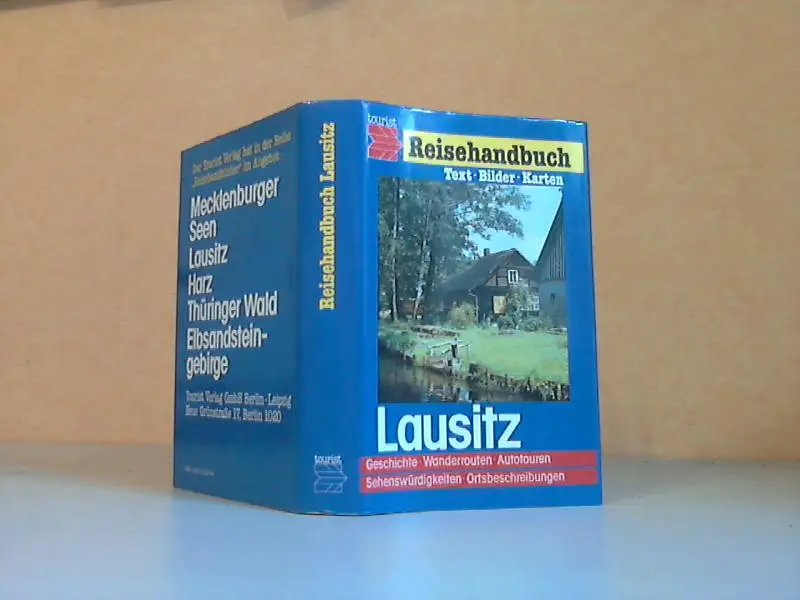 Der Tourist Verlag hat in der Reihe
„Reisehandbücher" im Angebot:
Mecklenburger
Seen
Lausitz
Harz
Thüringer Wald
Elbsandstein-
gebirge
Tourist Verlag GmbH Berlin · Leipzig
Neue Grünstraße 17, Berlin 1020
Reisehandbuch Lausitz
tourist
tourist
Reisehandbuch
Text · Bilder · Karten
Lausitz
Geschichte · Wanderrouten · Autotouren
Sehenswürdigkeiten · Ortsbeschreibungen